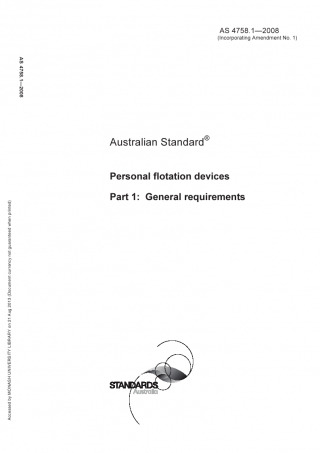 AS 4758.1—2008
(Incorporating Amendment No. 1)
AS 4758.1—2008
Australian Standard®
Personal flotation devices
Part 1: General requirements
Accessed by MONASH UNIVERSITY LIBRARY on 21 Aug 2012 (Document currency not guaranteed when printed)
STANDARDS
Australia